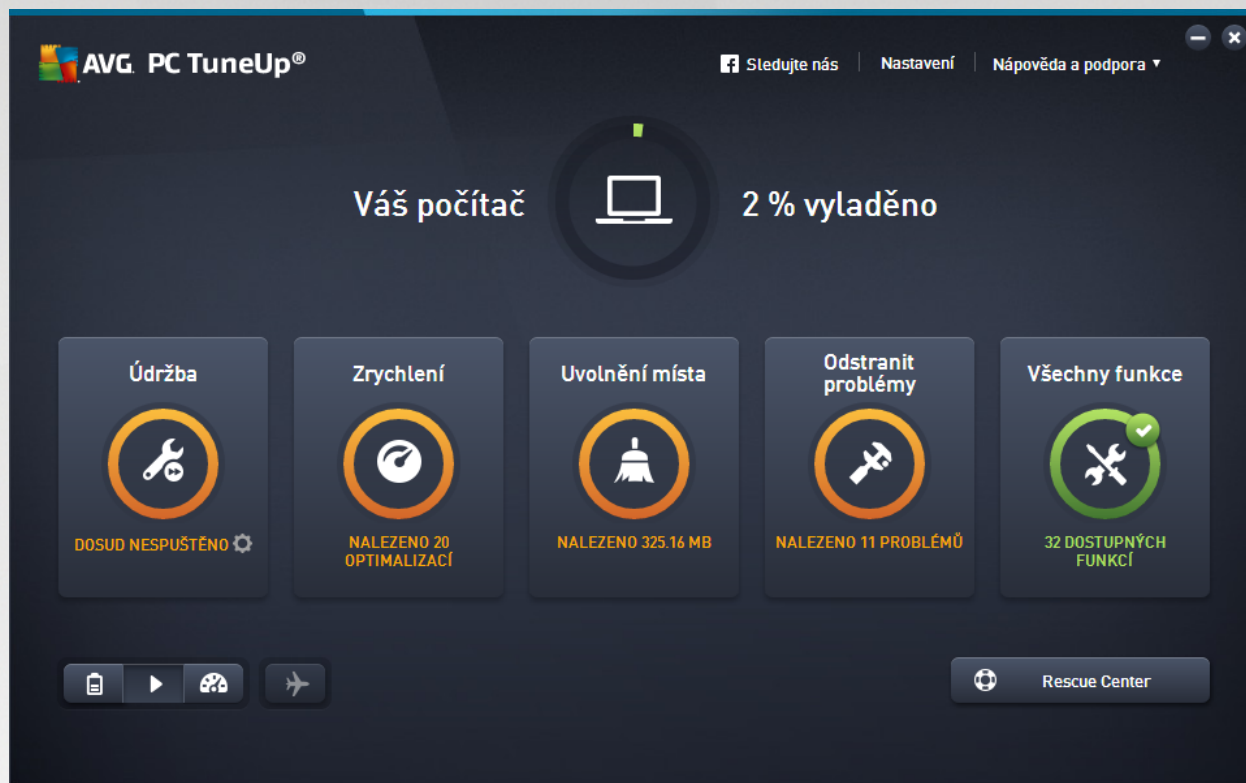 AVG. PC TuneUp®
Sledujte nás
Nastavení
Nápověda a podpora
Váš počítač
2 % vyladěno
Údržba
DOSUD NESPUŠTĚNO
Zrychlení
NALEZENO 20
OPTIMALIZACÍ
Uvolnění místa
NALEZENO 325.16 MB
Odstranit
problémy
NALEZENO 11 PROBLÉMŮ
Všechny funkce
32 DOSTUPNÝCH
FUNKCÍ
Rescue Center